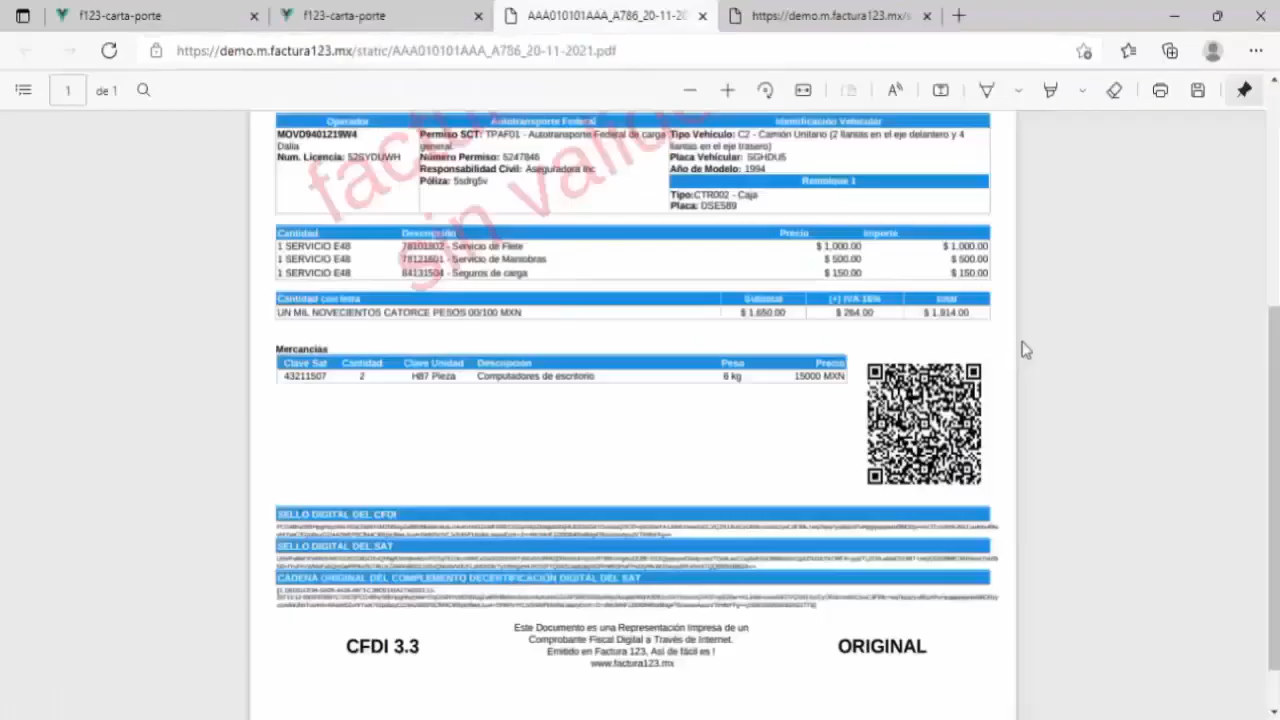 f123-carta-porte
f123-carta-porte
AAA010101AAA_A786_20-11-20
https://demo.m.factura123.mx/s
https://demo.m.factura123.mx/static/AAA010101AAA_A786_20-11-2021.pdf
1 de 1
Operador Autotransporte Federal Identificación Vehicular
MOVD9401219W4 Permiso SCT: TPAF01 - Autotransporte Federal de carga Tipo Vehículo: C2 - Camión Unitario (2 llantas en el eje delantero y 4
Dalia general. llantas en el eje trasero)
Num. Licencia: 52SYDUWH Número Permiso: 5247846 Placa Vehícular: SGHDU5
Responsabilidad Civil: Aseguradora Inc Año de Modelo: 1994
Póliza: 5sdrg5v Remolque 1
Tipo:CTR002 - Caja
Placa: DSE589
sin valide
Cantidad Descripción Precio Importe
1 SERVICIO E48 78101802 - Servicio de Flete $ 1,000.00 $ 1,000.00
1 SERVICIO E48 78121601 - Servicio de Maniobras $ 500.00 $ 500.00
1 SERVICIO E48 84131504 - Seguros de carga $ 150.00 $ 150.00
Cantidad con letra Subtotal (+) IVA 16% Total
UN MIL NOVECIENTOS CATORCE PESOS 00/100 MXN $ 1,650.00 $ 264.00 $ 1,914.00
Mercancias
Clave Sat Cantidad Clave Unidad Descripción Peso Precio
43211507 2 H87 Pieza Computadores de escritorio 6 kg 15000 MXN
SELLO DIGITAL DEL CFDI
SELLO DIGITAL DEL SAT
CADENA ORIGINAL DEL COMPLEMENTO DECERTIFICACIÓN DIGITAL DEL SAT
Este Documento es una Representación Impresa de un
Comprobante Fiscal Digital a Través de Internet.
CFDI 3.3 ORIGINAL
Emitido en Factura 123, Así de fácil es !
www.factura123.mx